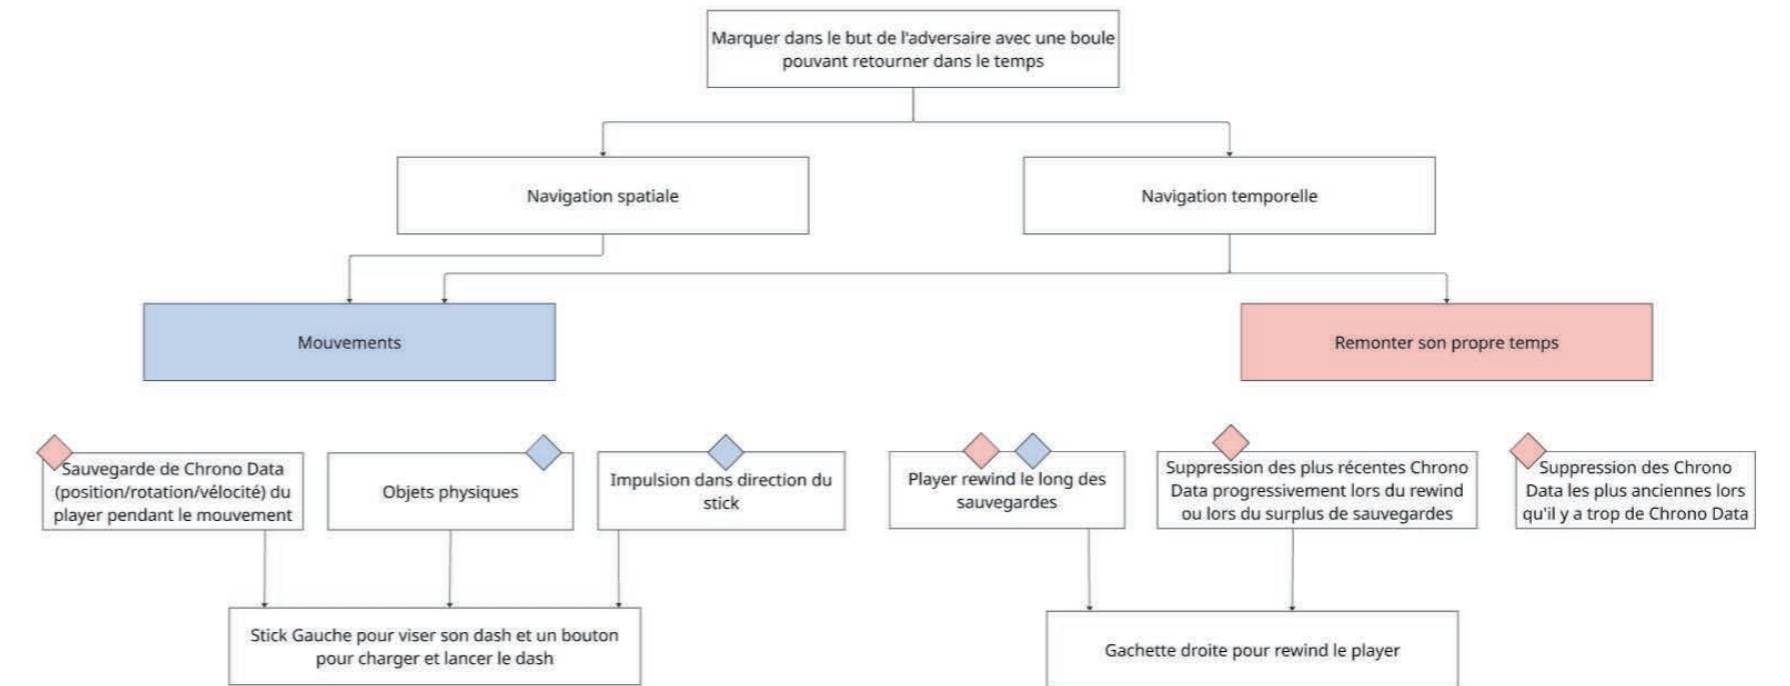 Marquer dans le but de l'adversaire avec une boule
pouvant retourner dans le temps
Navigation spatiale
Navigation temporelle
Mouvements
Remonter son propre temps
Sauvegarde de Chrono Data
(position/rotation/vélocité) du
player pendant le mouvement
Objets physiques
Impulsion dans direction du
stick
Player rewind le long des
sauvegardes
Suppression des plus récentes Chrono
Data progressivement lors du rewind
ou lors du surplus de sauvegardes
Suppression des Chrono
Data les plus anciennes lors
qu'il y a trop de Chrono Data
Stick Gauche pour viser son dash et un bouton
pour charger et lancer le dash
Gachette droite pour rewind le player